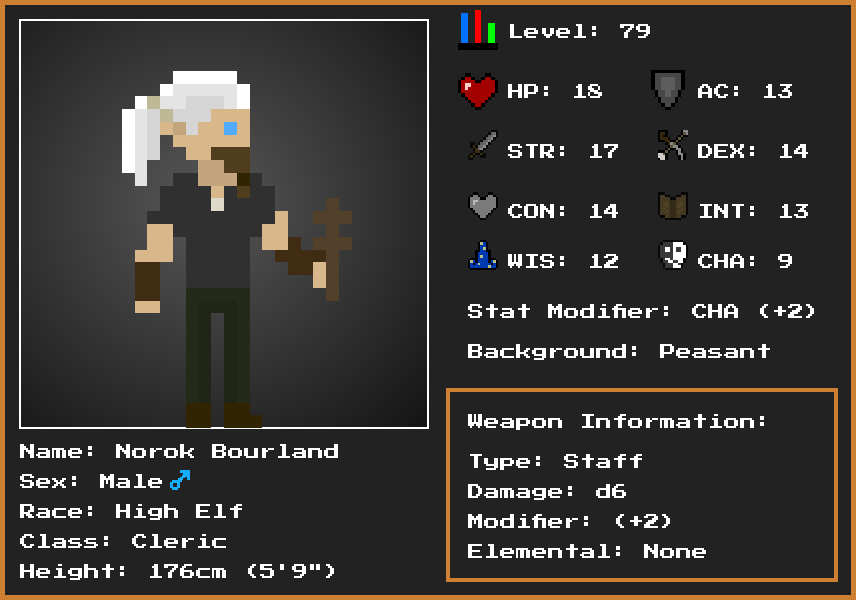 Level: 79
HP: 18
AC: 13
STR: 17
DEX: 14
CON: 14
INT: 13
WIS: 12
CHA: 9
Stat Modifier: CHA (+2)
Background: Peasant
Weapon Information:
Type: Staff
Damage: d6
Modifier: (+2)
Elemental: None
Name: Norok Bourland
Sex: Male ♂
Race: High Elf
Class: Cleric
Height: 176cm (5'9")